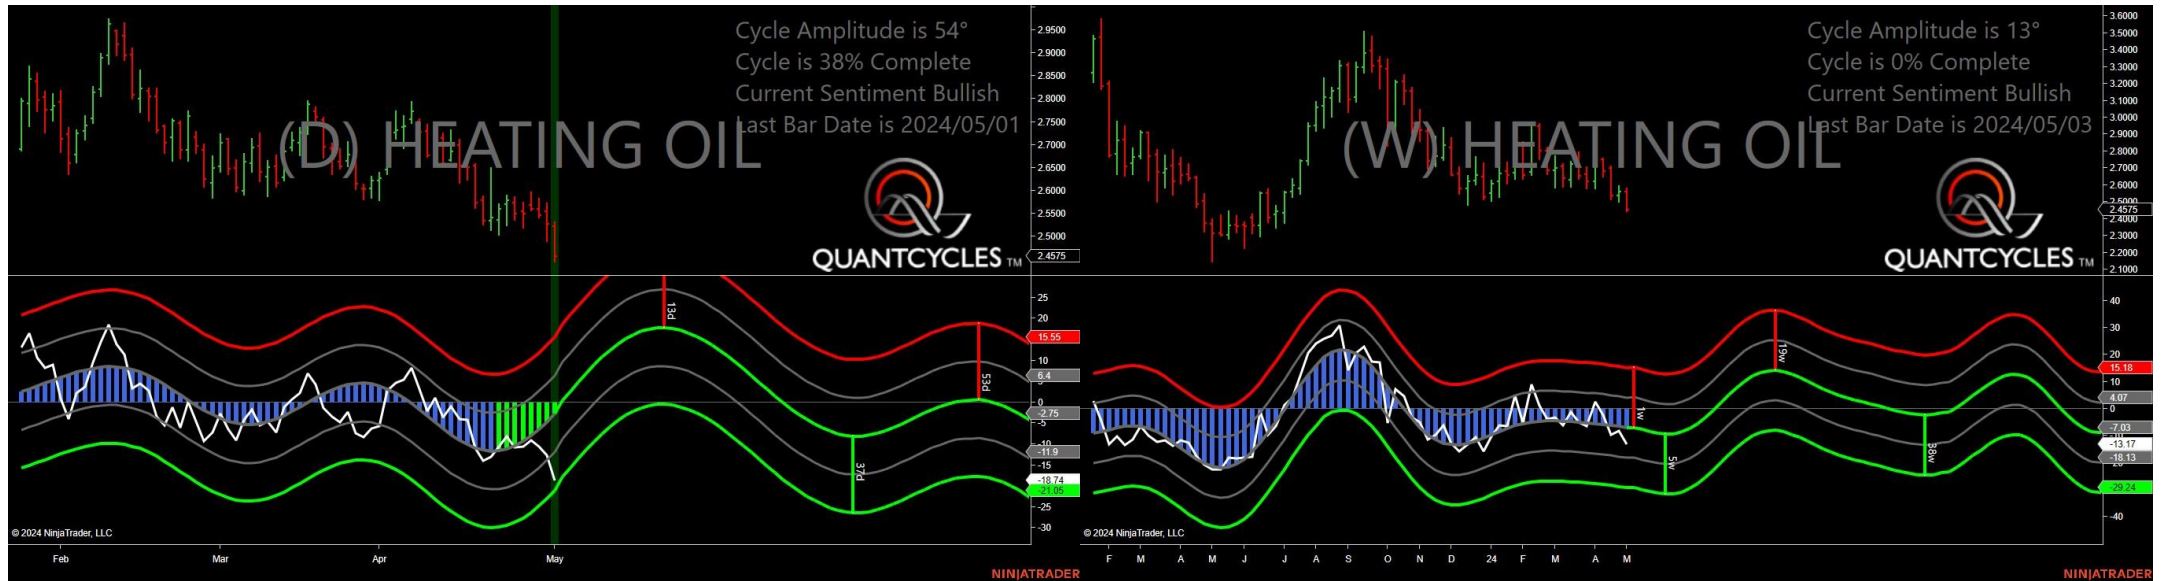 Cycle Amplitude is 54°
Cycle is 38% Complete
Current Sentiment Bullish
Last Bar Date is 2024/05/01
(D) HEATING OIL
QUANTCYCLES TM
2.9500
2.9000
2.8500
2.8000
2.7500
2.7000
2.6500
2.6000
2.5500
2.5000
2.4575
13d
37d
53d
25
20
15.55
10
6.4
0
-2.75
-5
-11.9
-15
-18.74
-21.05
-25
-30
© 2024 NinjaTrader, LLC
Feb Mar Apr May
NINJATRADER
Cycle Amplitude is 13°
Cycle is 0% Complete
Current Sentiment Bullish
Last Bar Date is 2024/05/03
(W) HEATING OIL
QUANTCYCLES TM
3.6000
3.5000
3.4000
3.3000
3.2000
3.1000
3.0000
2.9000
2.8000
2.7000
2.6000
2.4575
2.4000
2.3000
2.2000
2.1000
1w
5w
19w
38w
40
30
20
15.18
10
4.07
0
-7.03
-13.17
-18.13
-29.24
-40
© 2024 NinjaTrader, LLC
F M A M J J A S O N D 24 F M A M
NINJATRADER